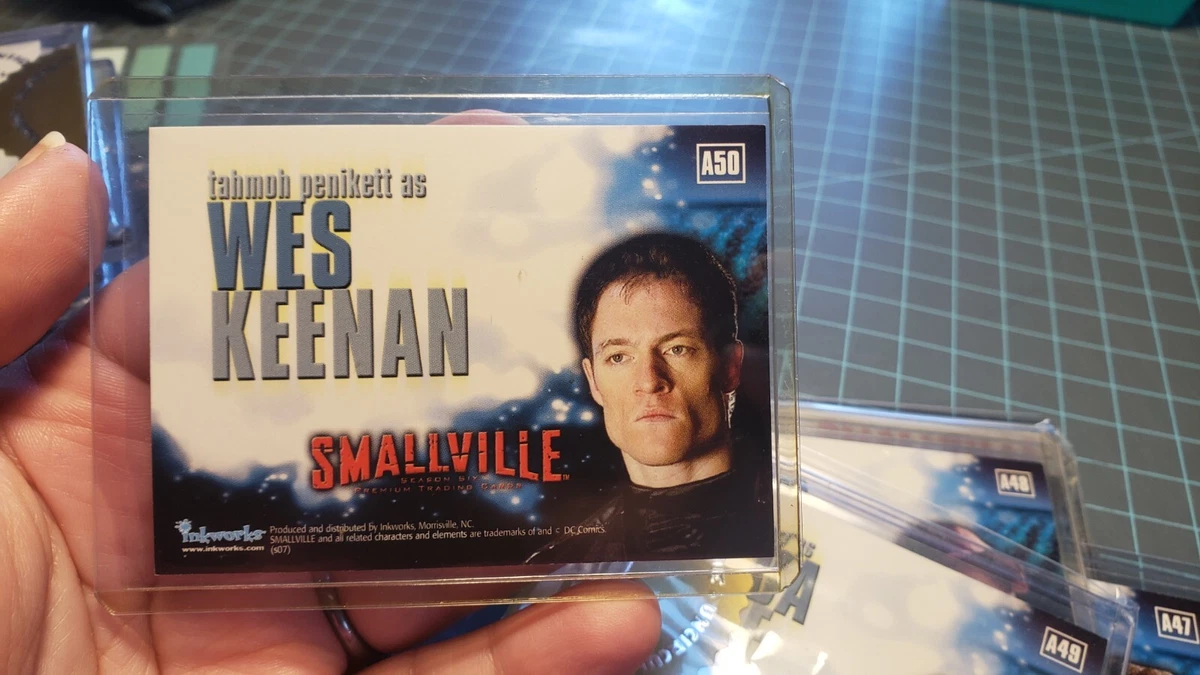 A50
tahmoh penikett as
WES
KEENAN
SMALLVILLE
SEASON SIX
PREMIUM TRADING CARDS
inkworks
www.inkworks.com
Produced and distributed by Inkworks, Morrisville, NC.
SMALLVILLE and all related characters and elements are trademarks of and © DC Comics.
(s07)
A48
A47
A49